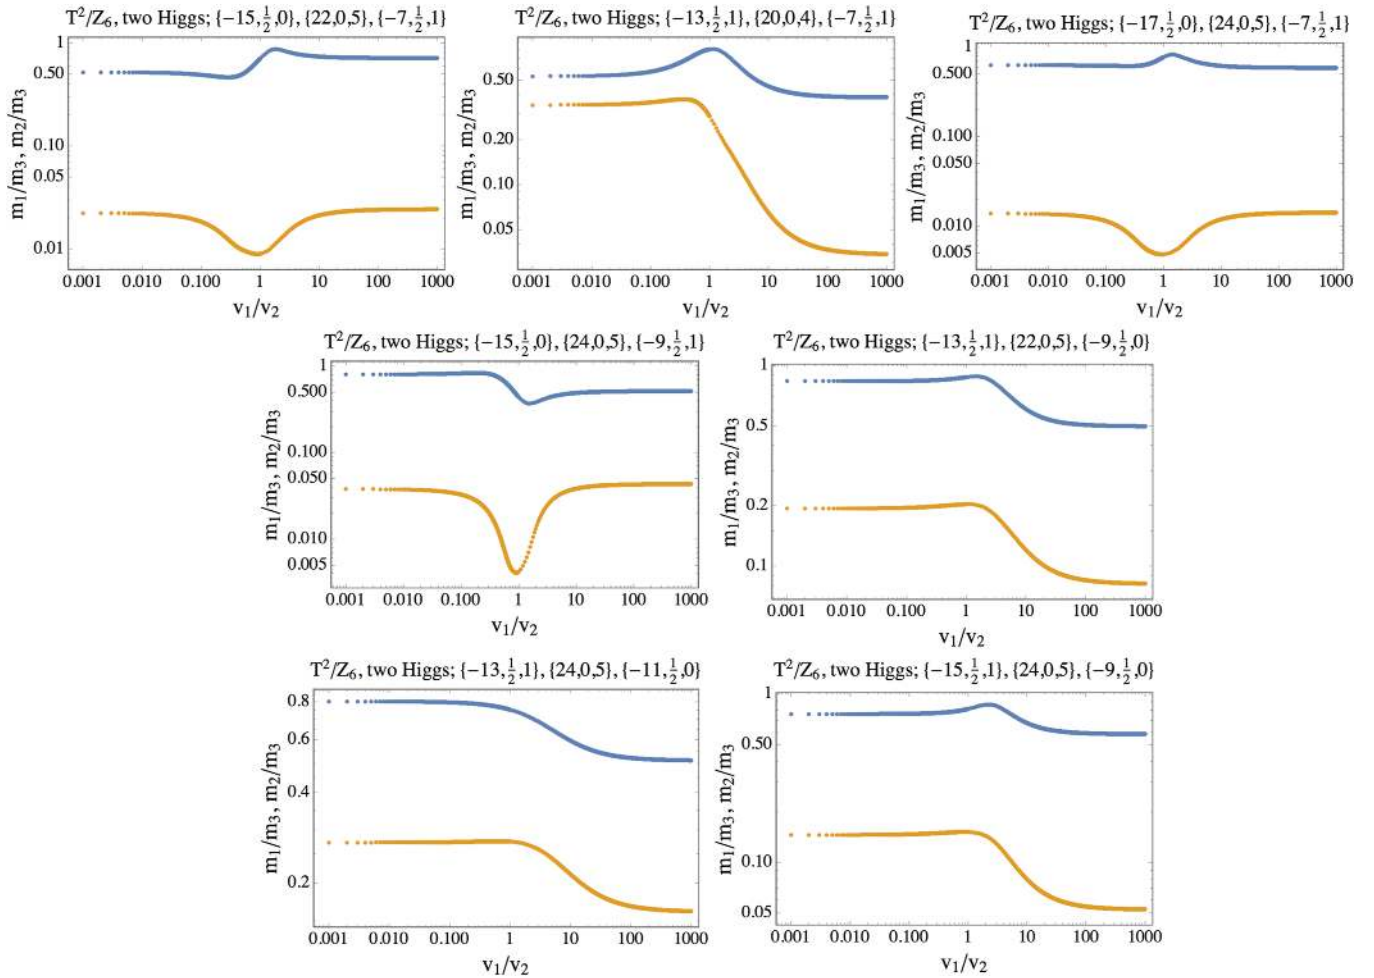 T²/Z₆, two Higgs; {−15,1/2,0}, {22,0,5}, {−7,1/2,1}
m₁/m₃, m₂/m₃
1
0.50
0.10
0.05
0.01
0.001 0.010 0.100 1 10 100 1000
v₁/v₂
T²/Z₆, two Higgs; {−13,1/2,1}, {20,0,4}, {−7,1/2,1}
m₁/m₃, m₂/m₃
0.50
0.20
0.10
0.05
0.001 0.010 0.100 1 10 100 1000
v₁/v₂
T²/Z₆, two Higgs; {−17,1/2,0}, {24,0,5}, {−7,1/2,1}
m₁/m₃, m₂/m₃
1
0.500
0.100
0.050
0.010
0.005
0.001 0.010 0.100 1 10 100 1000
v₁/v₂
T²/Z₆, two Higgs; {−15,1/2,0}, {24,0,5}, {−9,1/2,1}
m₁/m₃, m₂/m₃
1
0.500
0.100
0.050
0.010
0.005
0.001 0.010 0.100 1 10 100 1000
v₁/v₂
T²/Z₆, two Higgs; {−13,1/2,1}, {22,0,5}, {−9,1/2,0}
m₁/m₃, m₂/m₃
1
0.5
0.2
0.1
0.001 0.010 0.100 1 10 100 1000
v₁/v₂
T²/Z₆, two Higgs; {−13,1/2,1}, {24,0,5}, {−11,1/2,0}
m₁/m₃, m₂/m₃
0.8
0.6
0.4
0.2
0.001 0.010 0.100 1 10 100 1000
v₁/v₂
T²/Z₆, two Higgs; {−15,1/2,1}, {24,0,5}, {−9,1/2,0}
m₁/m₃, m₂/m₃
1
0.50
0.10
0.05
0.001 0.010 0.100 1 10 100 1000
v₁/v₂